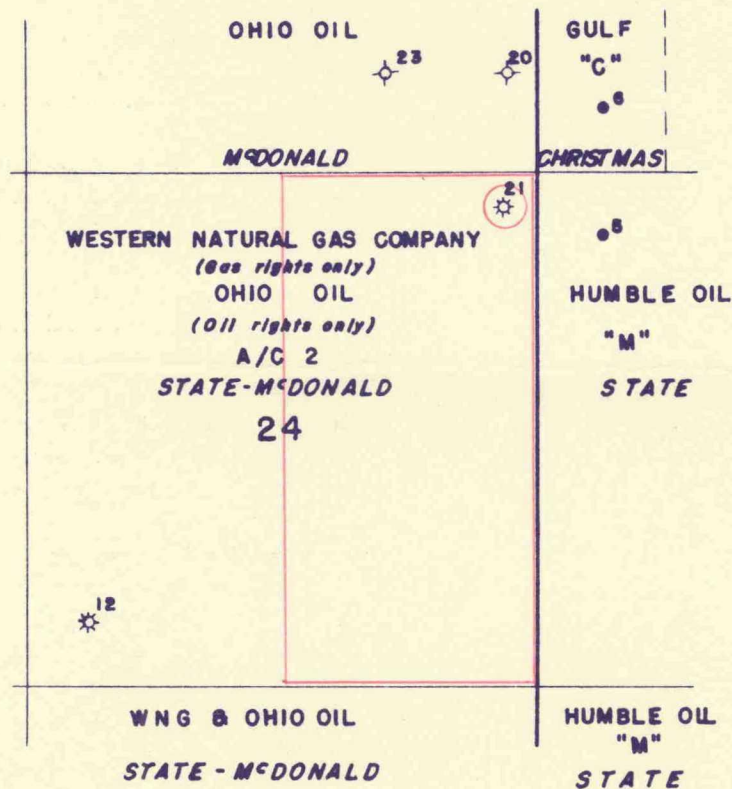 OHIO OIL
GULF
"C"
23
20
6
McDONALD
CHRISTMAS
21
WESTERN NATURAL GAS COMPANY
(Gas rights only)
OHIO OIL
(Oil rights only)
A/C 2
STATE-McDONALD
24
5
HUMBLE OIL
"M"
STATE
12
WNG & OHIO OIL
STATE - McDONALD
HUMBLE OIL
"M"
STATE